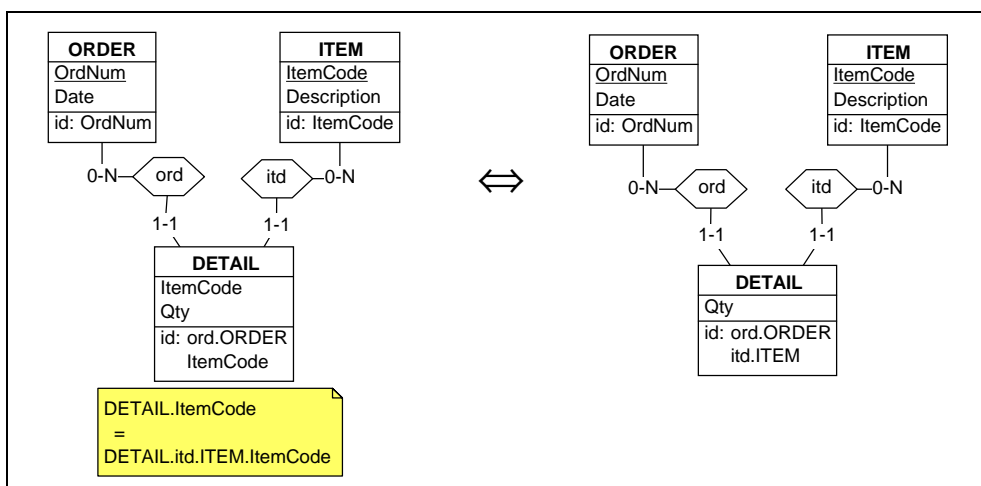 ORDER
OrdNum
Date
id: OrdNum
ITEM
ItemCode
Description
id: ItemCode
0-N
ord
itd
0-N
1-1
1-1
DETAIL
ItemCode
Qty
id: ord.ORDER
ItemCode
DETAIL.ItemCode
=
DETAIL.itd.ITEM.ItemCode
⇔
ORDER
OrdNum
Date
id: OrdNum
ITEM
ItemCode
Description
id: ItemCode
0-N
ord
itd
0-N
1-1
1-1
DETAIL
Qty
id: ord.ORDER
itd.ITEM